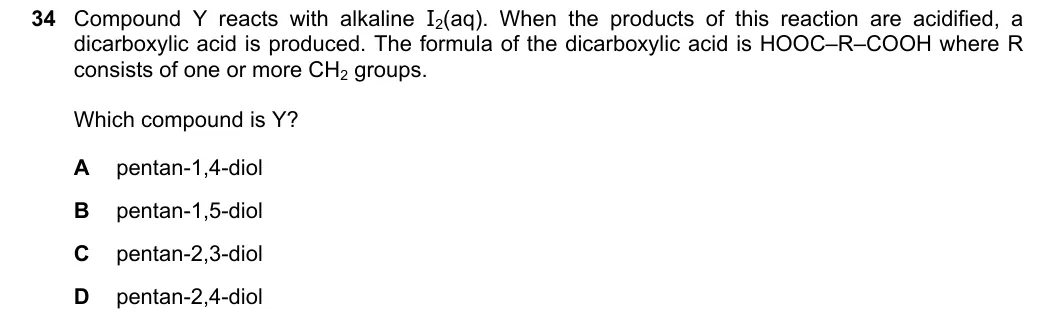 34 Compound Y reacts with alkaline I₂(aq). When the products of this reaction are acidified, a
dicarboxylic acid is produced. The formula of the dicarboxylic acid is HOOC–R–COOH where R
consists of one or more CH₂ groups.
Which compound is Y?
A pentan-1,4-diol
B pentan-1,5-diol
C pentan-2,3-diol
D pentan-2,4-diol